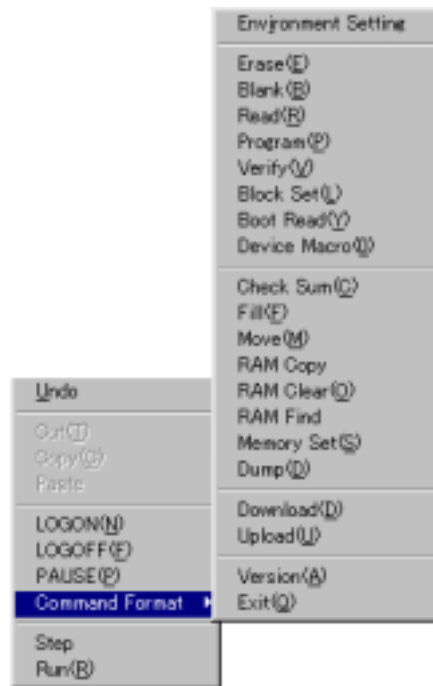 Undo
Cut(T)
Copy(C)
Paste
LOGON(N)
LOGOFF(F)
PAUSE(P)
Command Format
Step
Run(R)
Environment Setting
Erase(E)
Blank(B)
Read(R)
Program(P)
Verify(V)
Block Set(L)
Boot Read(Y)
Device Macro(Q)
Check Sum(C)
Fill(F)
Move(M)
RAM Copy
RAM Clear(O)
RAM Find
Memory Set(S)
Dump(D)
Download(D)
Upload(U)
Version(A)
Exit(Q)